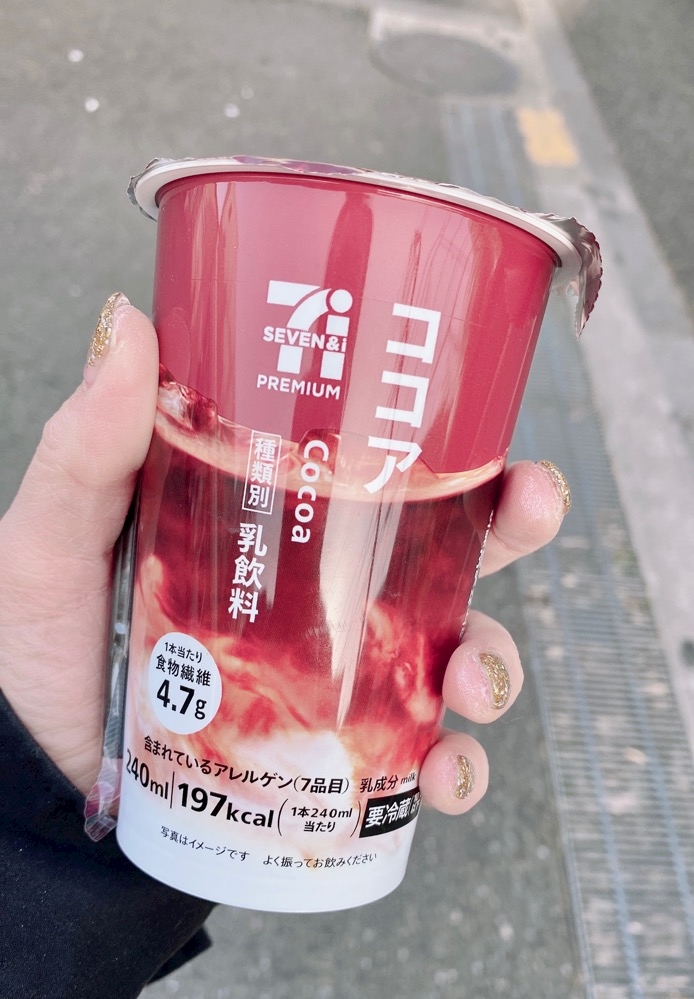 7i
SEVEN&i
PREMIUM
ココア
Cocoa
種類別
乳飲料
1本当たり
食物繊維
4.7g
含まれているアレルゲン(7品目) 乳成分 milk
240ml|197kcal(1本240ml当たり) 要冷蔵
写真はイメージです よく振ってお飲みください